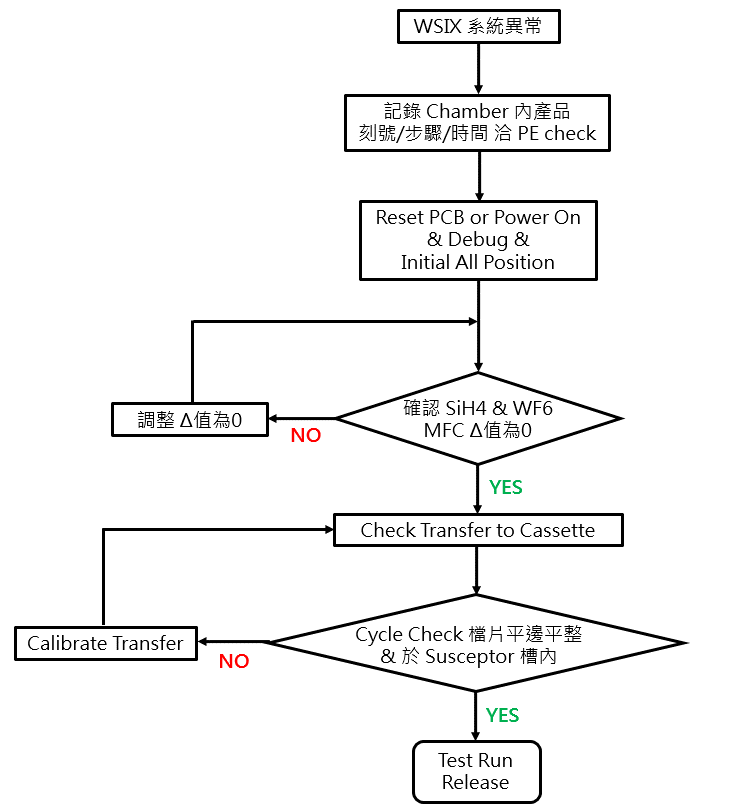 WSIX 系統異常
記錄 Chamber 內產品
刻號/步驟/時間 洽 PE check
Reset PCB or Power On
& Debug &
Initial All Position
確認 SiH4 & WF6
MFC Δ值為0
調整 Δ值為0
NO
YES
Check Transfer to Cassette
Cycle Check 檔片平邊平整
& 於 Susceptor 槽內
Calibrate Transfer
NO
YES
Test Run
Release